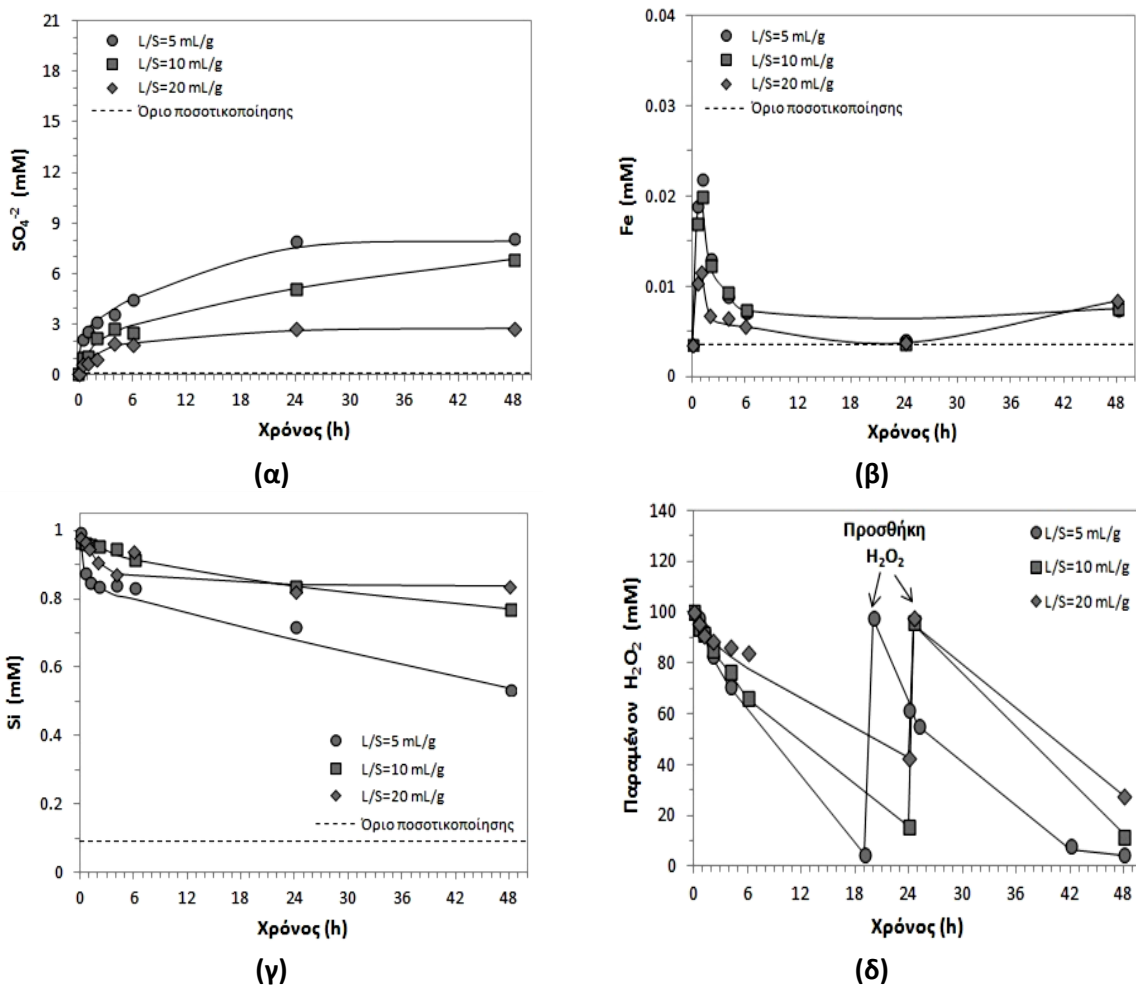 21
18
15
12
9
6
3
0
SO₄⁻² (mM)
L/S=5 mL/g
L/S=10 mL/g
L/S=20 mL/g
Όριο ποσοτικοποίησης
0 6 12 18 24 30 36 42 48
Χρόνος (h)
(α)
0.04
0.03
0.02
0.01
0
Fe (mM)
L/S=5 mL/g
L/S=10 mL/g
L/S=20 mL/g
Όριο ποσοτικοποίησης
0 6 12 18 24 30 36 42 48
Χρόνος (h)
(β)
1
0.8
0.6
0.4
0.2
0
Si (mM)
L/S=5 mL/g
L/S=10 mL/g
L/S=20 mL/g
Όριο ποσοτικοποίησης
0 6 12 18 24 30 36 42 48
Χρόνος (h)
(γ)
140
120
100
80
60
40
20
0
Παραμένον H₂O₂ (mM)
Προσθήκη
H₂O₂
L/S=5 mL/g
L/S=10 mL/g
L/S=20 mL/g
0 6 12 18 24 30 36 42 48
Χρόνος (h)
(δ)